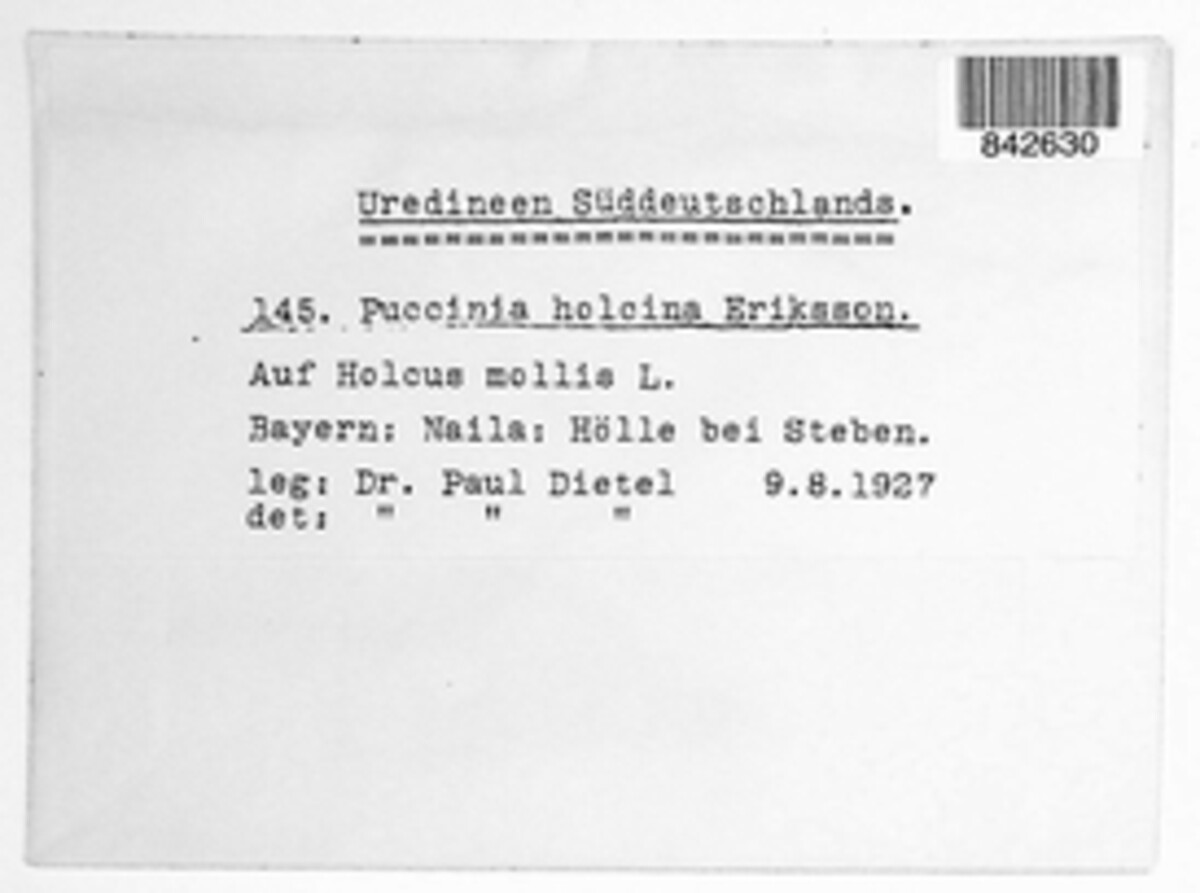 842630
Uredineen Süddeutschlands.
=========================
145. Puccinia holcina Eriksson.
Auf Holcus mollis L.
Bayern: Naila: Hölle bei Steben.
leg: Dr. Paul Dietel 9.8.1927
det: " " "